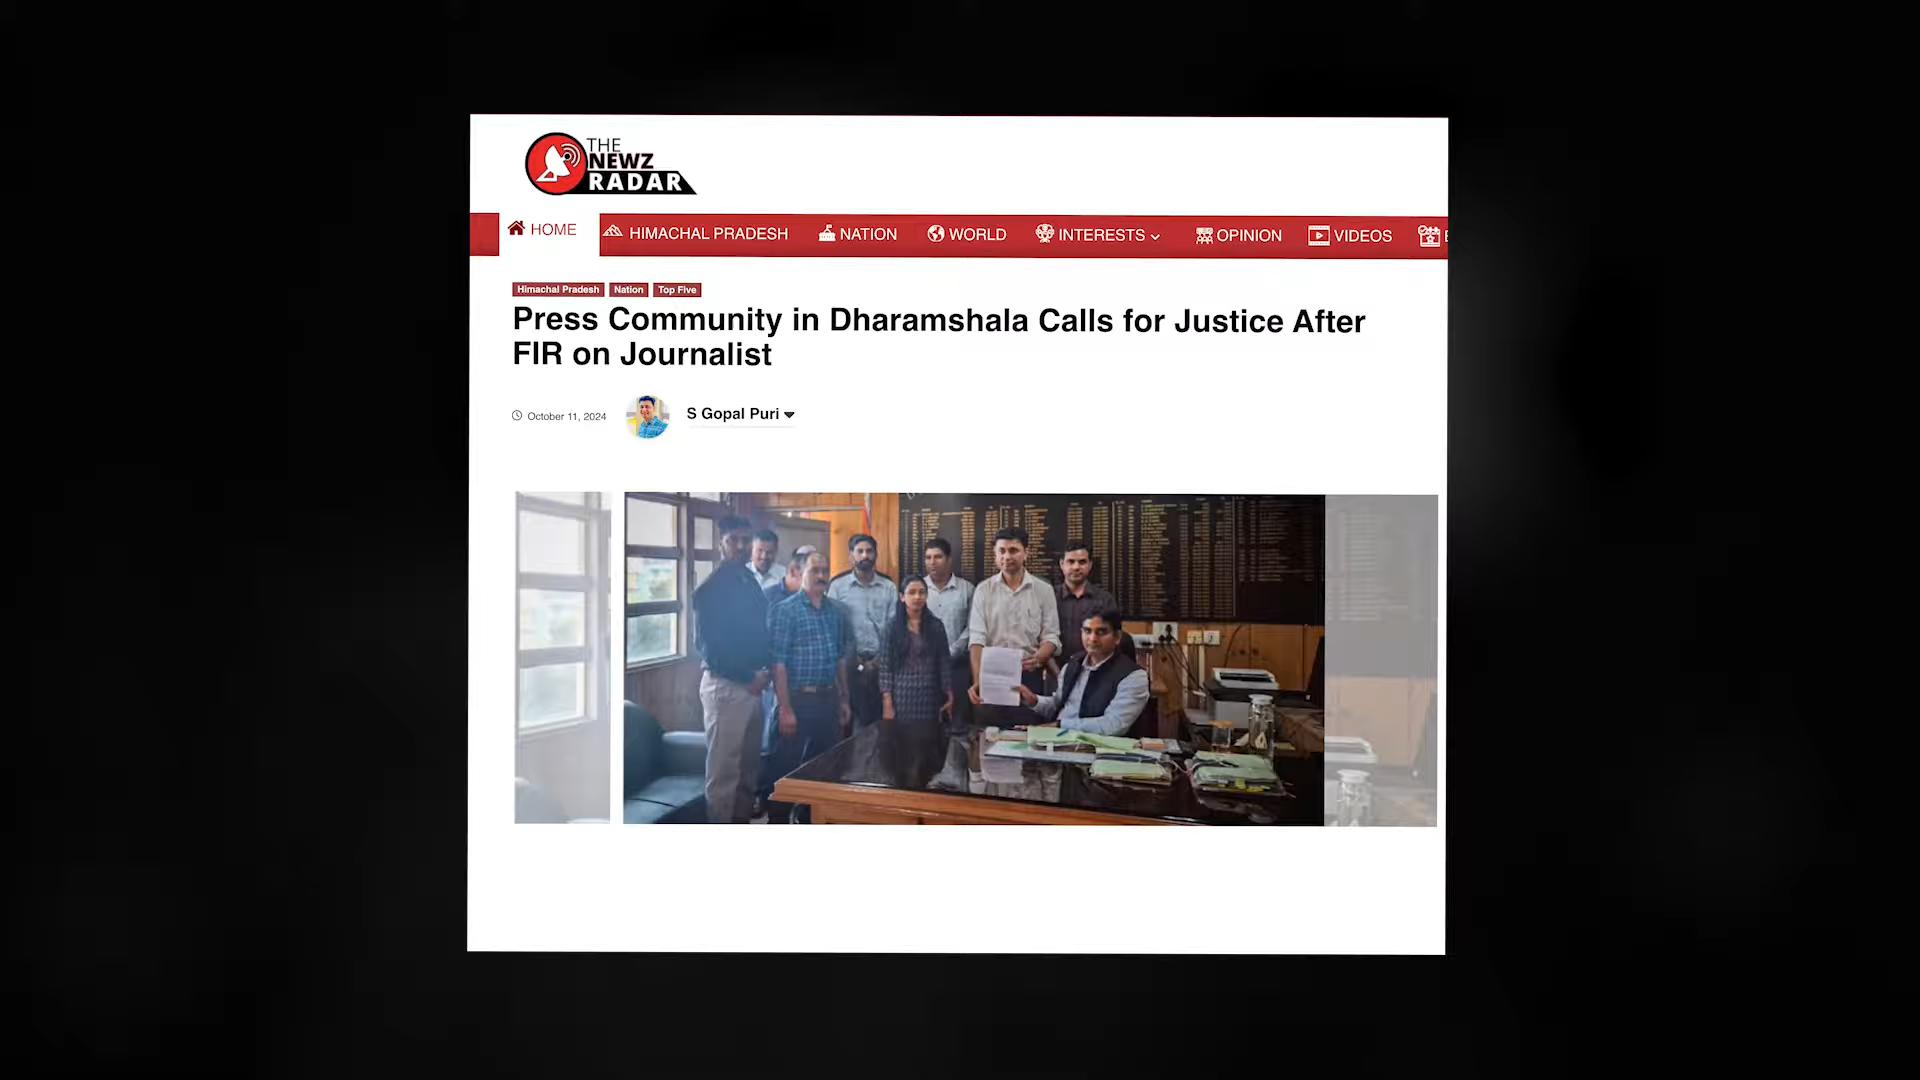 THE
NEWZ
RADAR
HOME
HIMACHAL PRADESH
NATION
WORLD
INTERESTS
OPINION
VIDEOS
Himachal Pradesh
Nation
Top Five
Press Community in Dharamshala Calls for Justice After
FIR on Journalist
October 11, 2024
S Gopal Puri